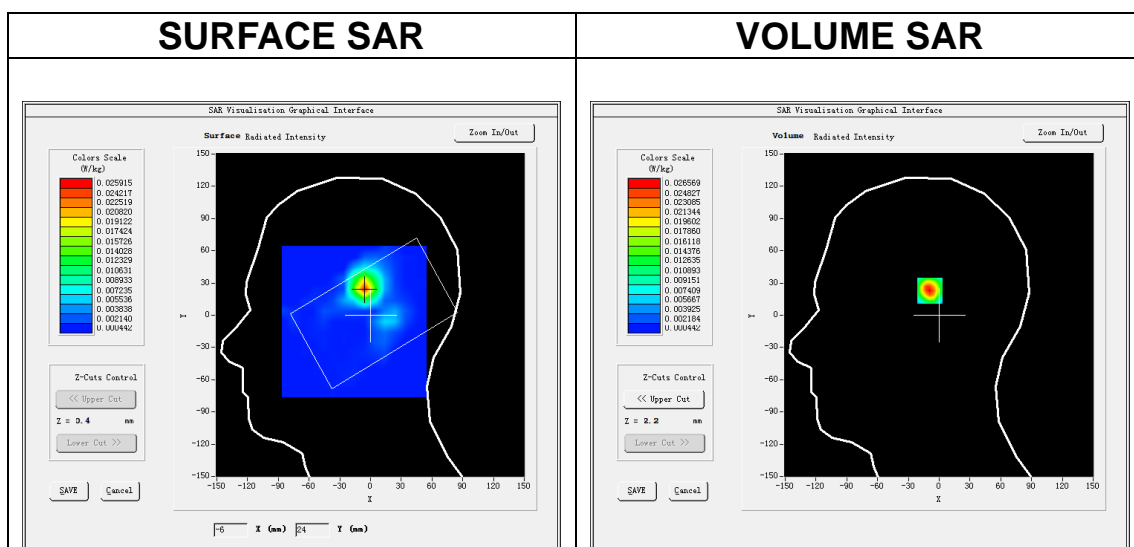 SURFACE SAR
SAR Visualisation Graphical Interface
Surface Radiated Intensity
Zoom In/Out
Colors Scale
(W/kg)
0.025915
0.024217
0.022519
0.020820
0.019122
0.017424
0.015726
0.014028
0.012329
0.010631
0.008933
0.007235
0.005536
0.003838
0.002140
0.000442
Z-Cuts Control
<< Upper Cut
Z = 0.4 mm
Lower Cut >>
SAVE Cancel
150
120
90
60
30
0
-30
-60
-90
-120
-150
Y
-150 -120 -90 -60 -30 0 30 60 90 120 150
X
-6 X (mm) 24 Y (mm)
VOLUME SAR
SAR Visualisation Graphical Interface
Volume Radiated Intensity
Zoom In/Out
Colors Scale
(W/kg)
0.026569
0.024827
0.023085
0.021344
0.019602
0.017860
0.016118
0.014376
0.012635
0.010893
0.009151
0.007409
0.005667
0.003925
0.002184
0.000442
Z-Cuts Control
<< Upper Cut
Z = 2.2 mm
Lower Cut >>
SAVE Cancel
150
120
90
60
30
0
-30
-60
-90
-120
-150
Y
-150 -120 -90 -60 -30 0 30 60 90 120 150
X